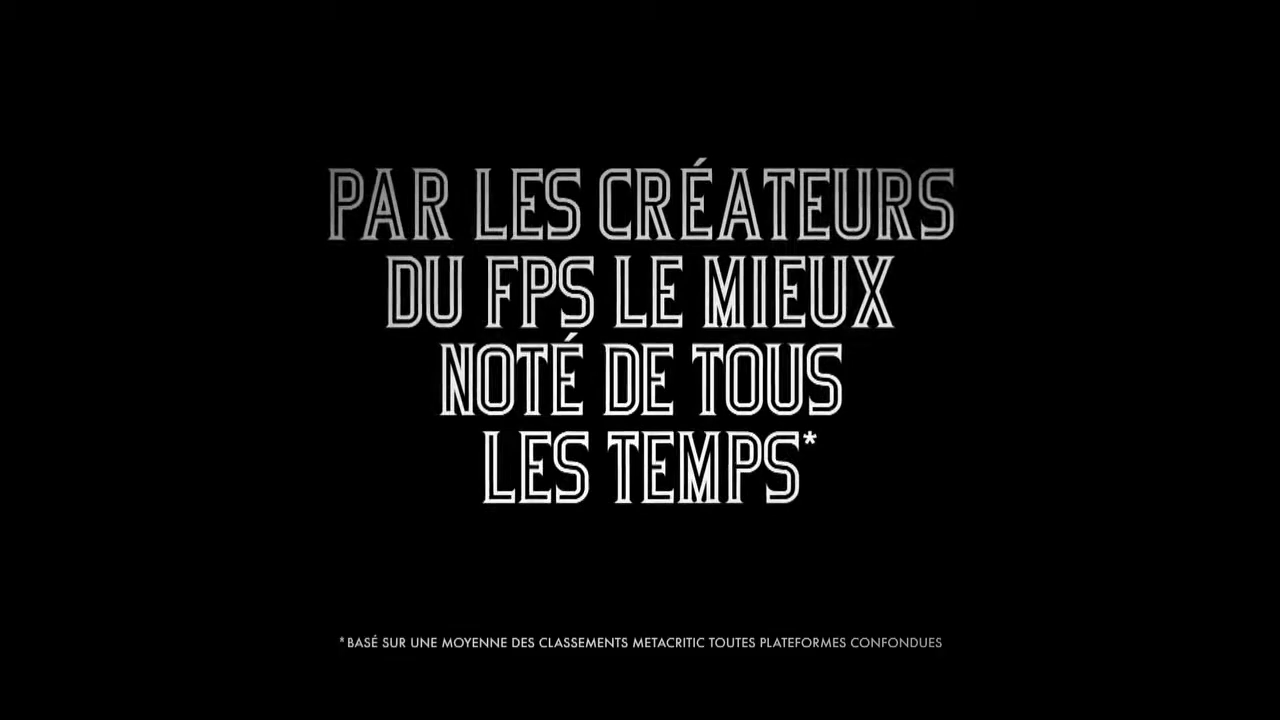 PAR LES CRÉATEURS
DU FPS LE MIEUX
NOTÉ DE TOUS
LES TEMPS*
*BASÉ SUR UNE MOYENNE DES CLASSEMENTS METACRITIC TOUTES PLATEFORMES CONFONDUES